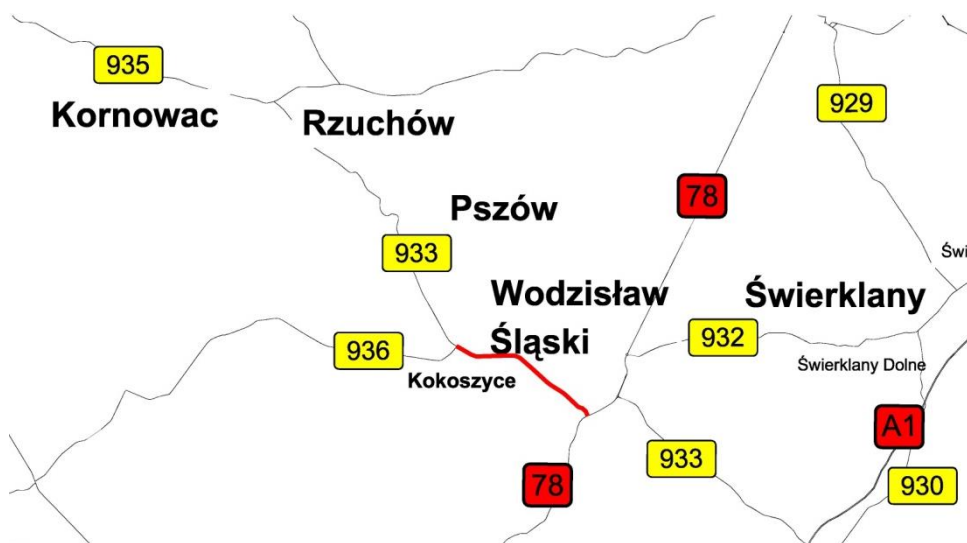 935
Kornowac
Rzuchów
929
78
Pszów
933
Wodzisław
Śląski
Świerklany
Świ
932
936
Kokoszyce
Świerklany Dolne
A1
933
78
930